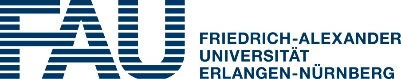 FAU
FRIEDRICH-ALEXANDER
UNIVERSITÄT
ERLANGEN-NÜRNBERG